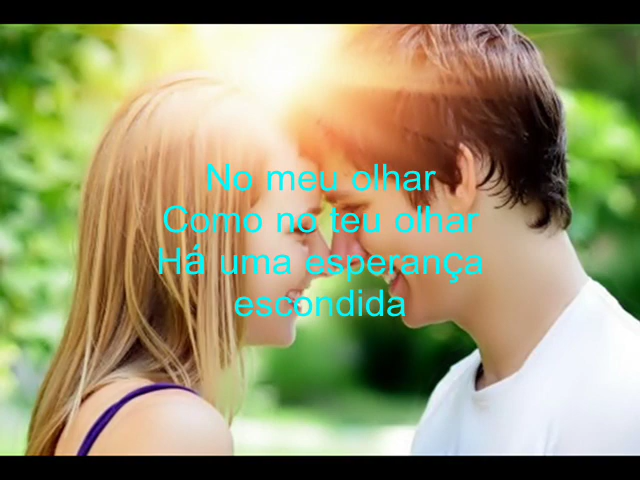 No meu olhar
Como no teu olhar
Há uma esperança
escondida